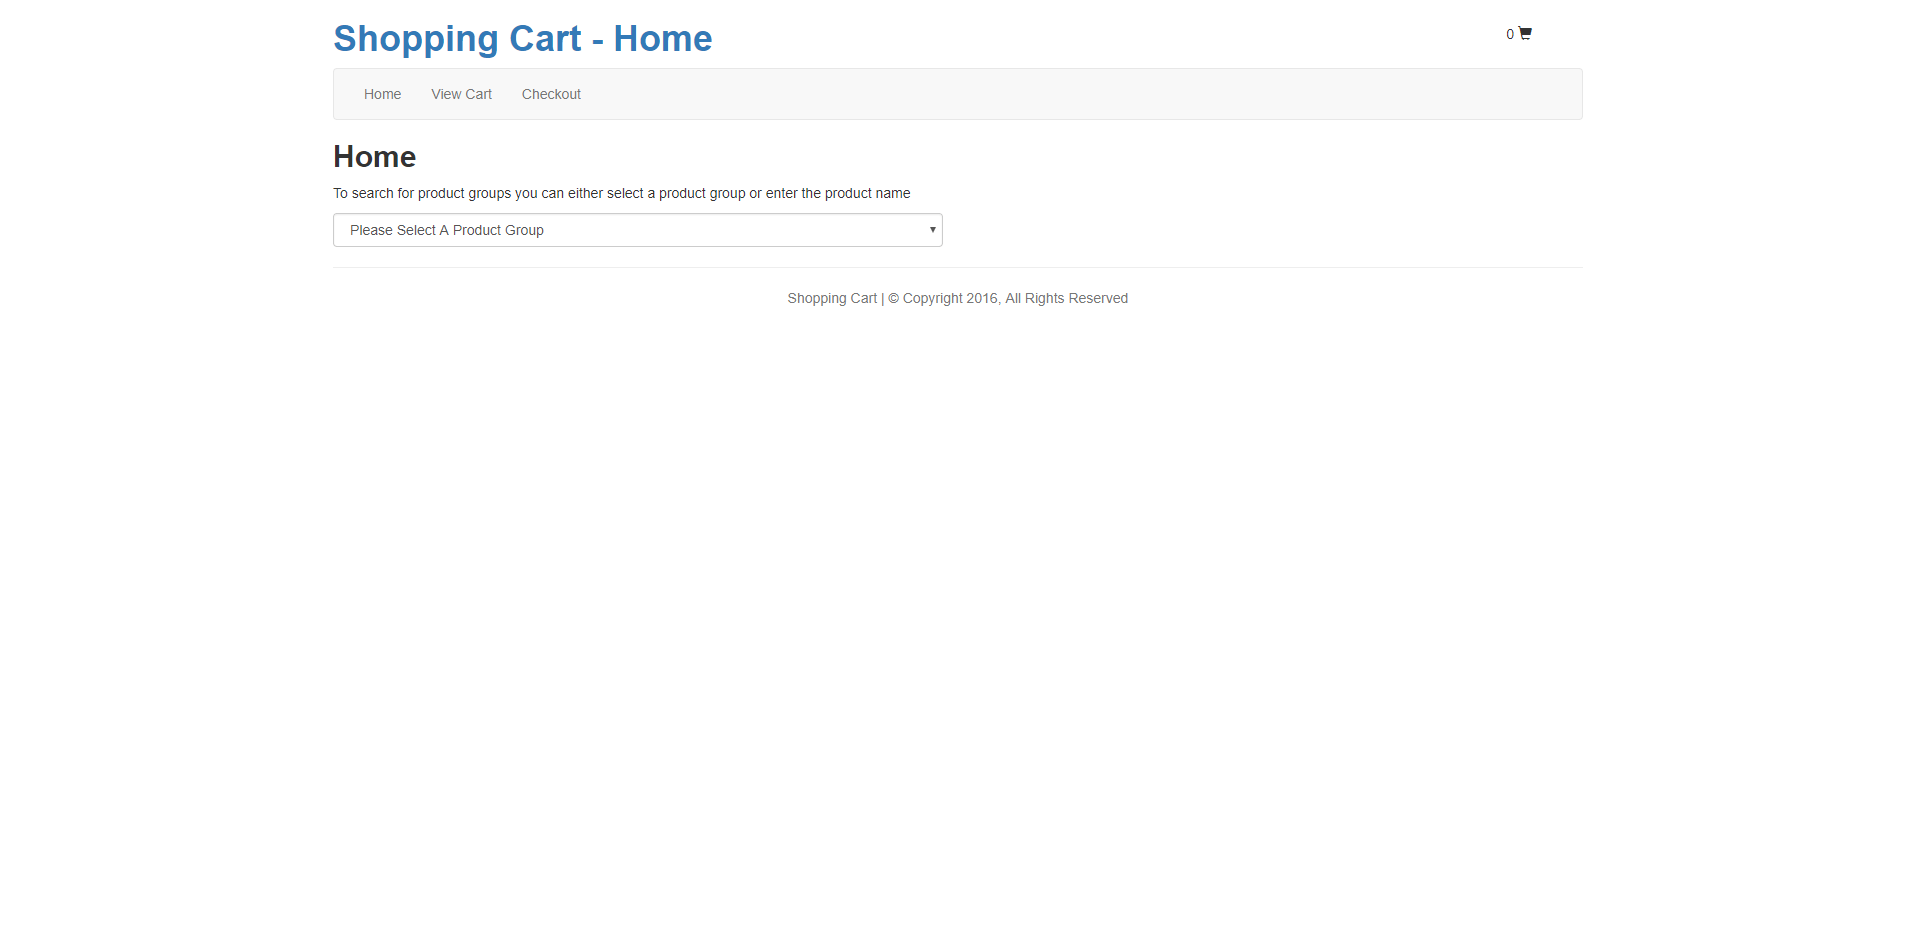 Shopping Cart - Home
0
Home View Cart Checkout
Home
To search for product groups you can either select a product group or enter the product name
Please Select A Product Group
Shopping Cart | © Copyright 2016, All Rights Reserved